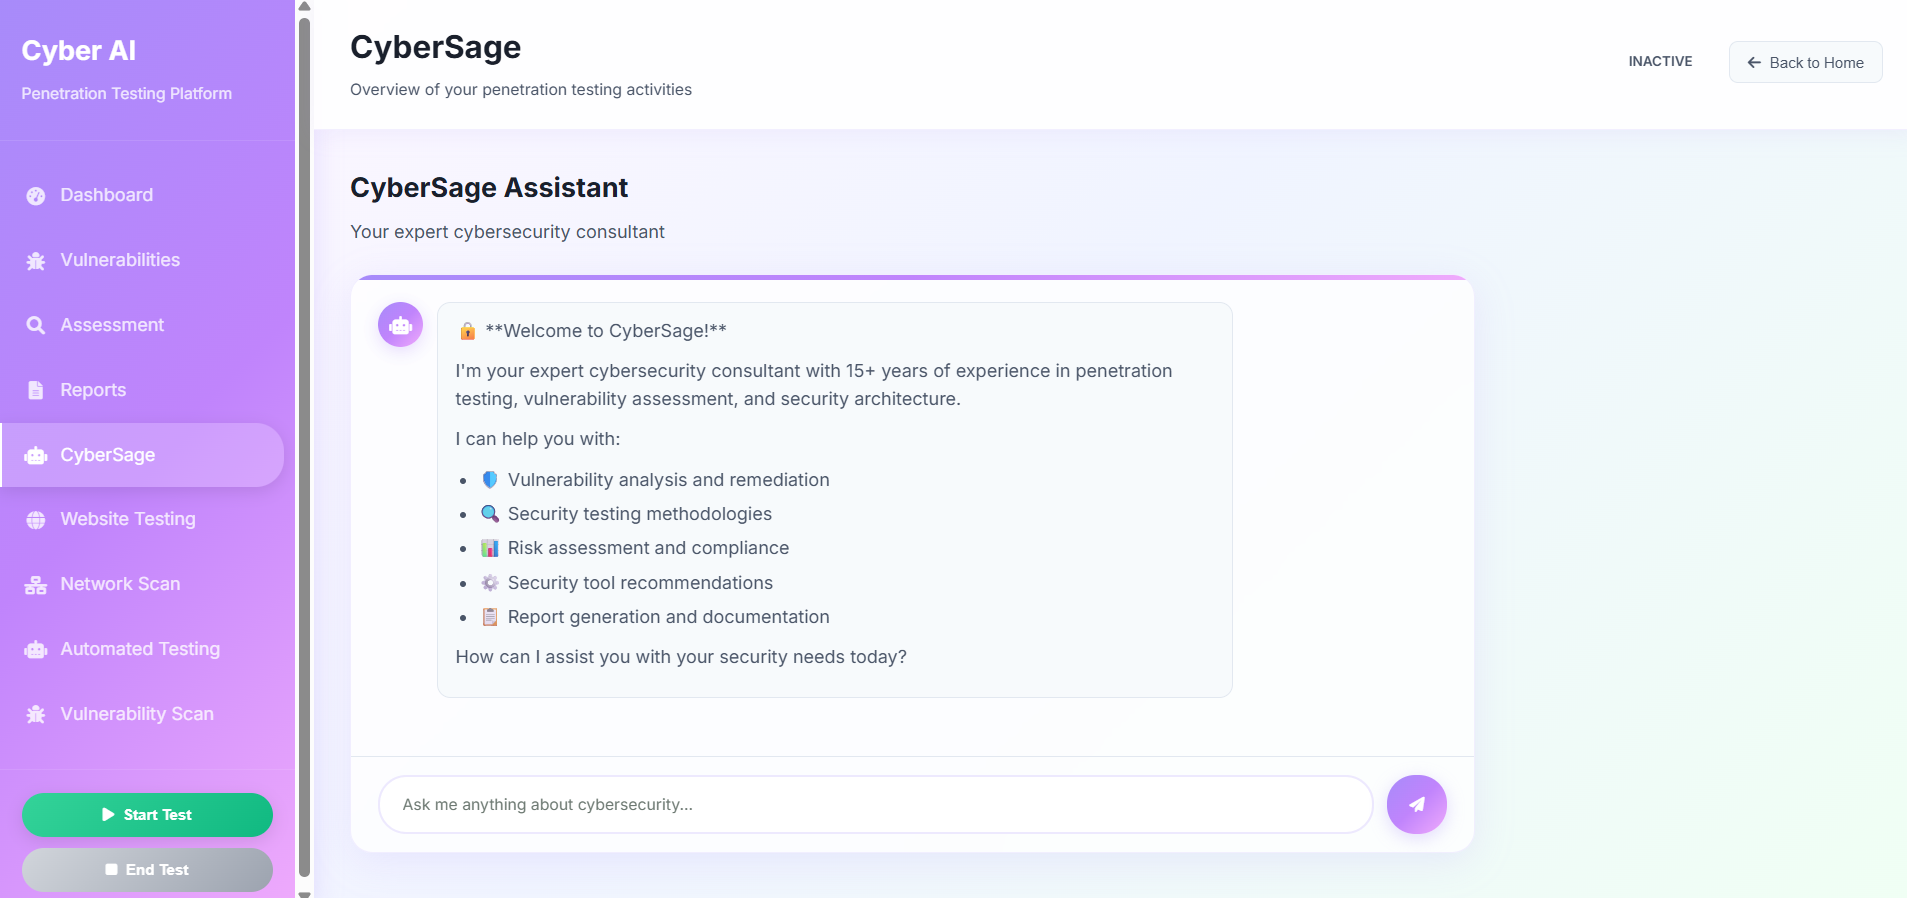 Cyber AI
Penetration Testing Platform
Dashboard
Vulnerabilities
Assessment
Reports
CyberSage
Website Testing
Network Scan
Automated Testing
Vulnerability Scan
Start Test
End Test
CyberSage
Overview of your penetration testing activities
INACTIVE
Back to Home
CyberSage Assistant
Your expert cybersecurity consultant
🔒 **Welcome to CyberSage!**
I'm your expert cybersecurity consultant with 15+ years of experience in penetration
testing, vulnerability assessment, and security architecture.
I can help you with:
• 🛡️ Vulnerability analysis and remediation
• 🔍 Security testing methodologies
• 📊 Risk assessment and compliance
• ⚙️ Security tool recommendations
• 📋 Report generation and documentation
How can I assist you with your security needs today?
Ask me anything about cybersecurity...